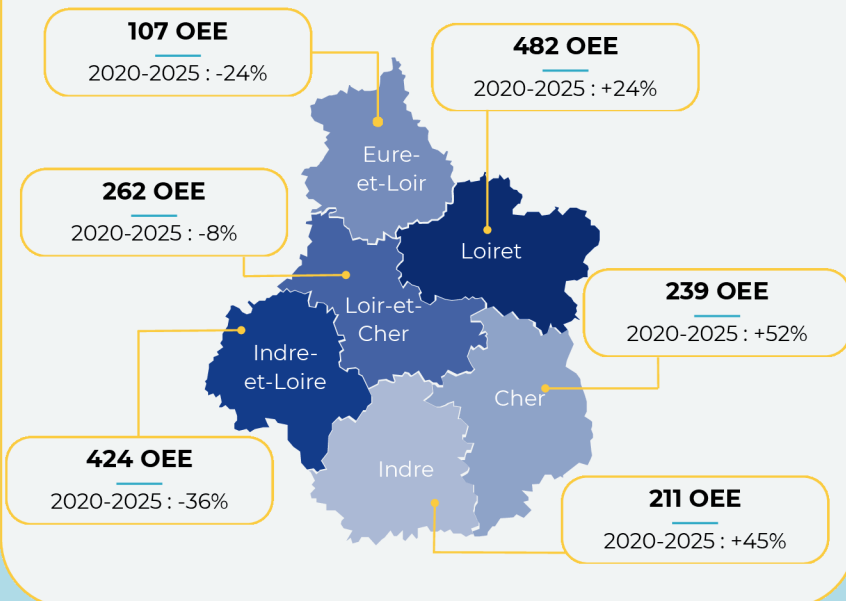 107 OEE
2020-2025 : -24%
482 OEE
2020-2025 : +24%
Eure-
et-Loir
262 OEE
2020-2025 : -8%
Loiret
239 OEE
2020-2025 : +52%
Loir-et-
Cher
Indre-
et-Loire
Cher
424 OEE
2020-2025 : -36%
Indre
211 OEE
2020-2025 : +45%